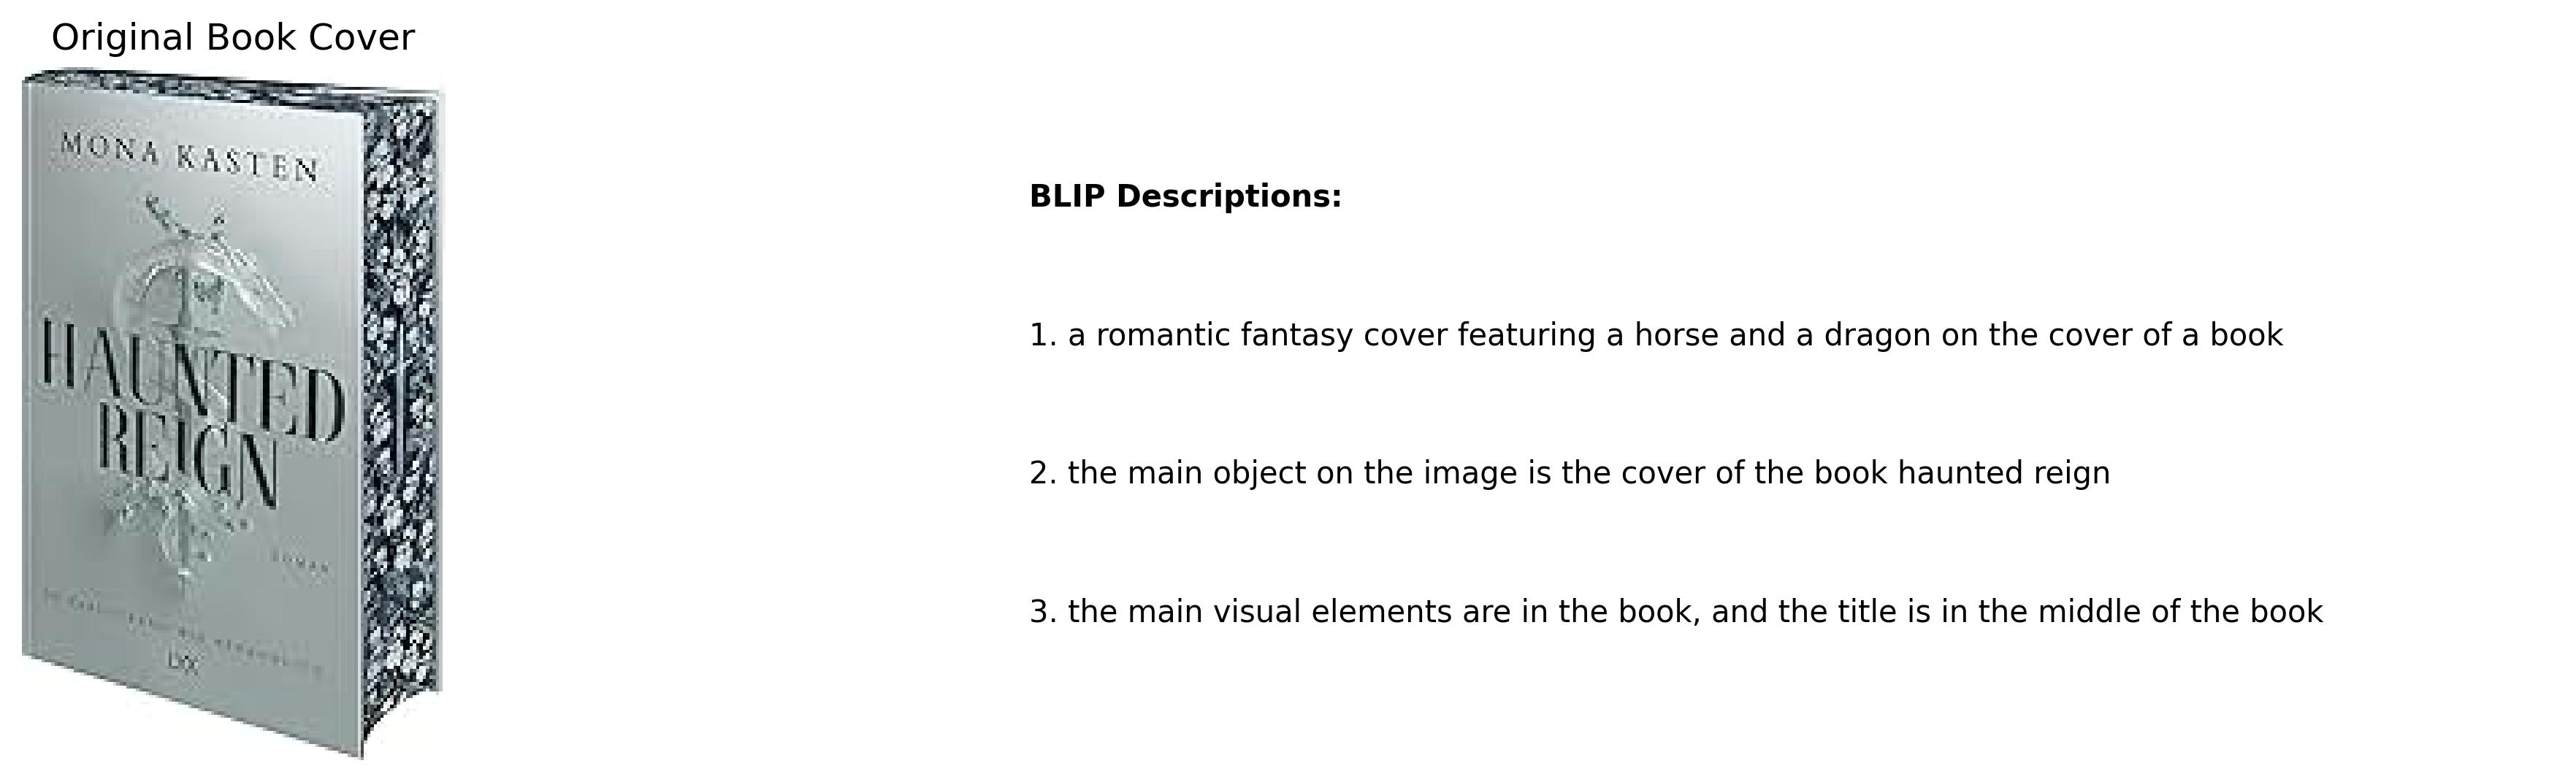 Original Book Cover
MONA KASTEN
HAUNTED
REIGN
ROMAN
LYX
BLIP Descriptions:
1. a romantic fantasy cover featuring a horse and a dragon on the cover of a book
2. the main object on the image is the cover of the book haunted reign
3. the main visual elements are in the book, and the title is in the middle of the book